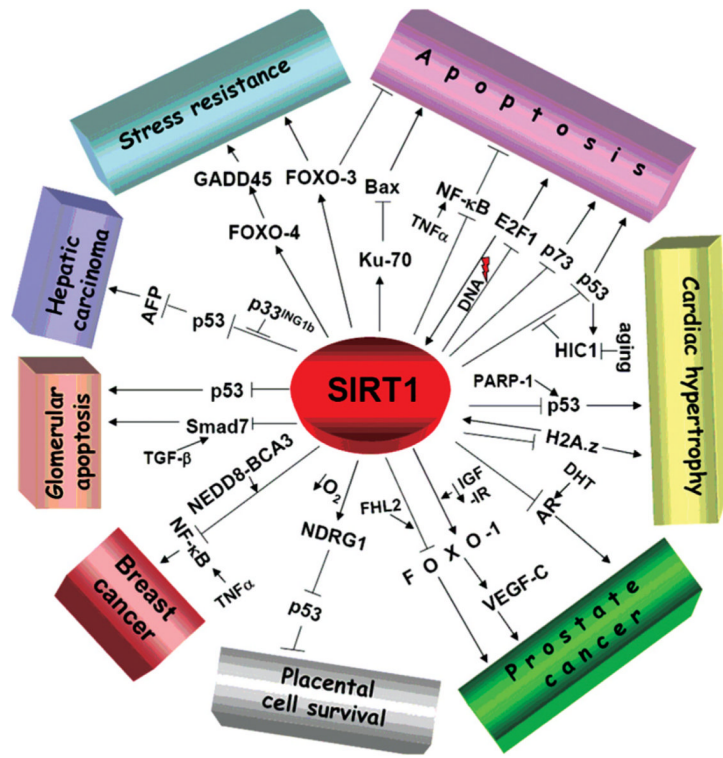 Stress resistance
Apoptosis
GADD45
FOXO-3
Bax
NF-κB
E2F1
p73
p53
TNFα
FOXO-4
Ku-70
DNA
Hepatic
carcinoma
AFP
p53
p33ING1b
HIC1
aging
Cardiac hypertrophy
SIRT1
PARP-1
p53
H2A.z
Glomerular
apoptosis
p53
Smad7
TGF-β
NEDD8-BCA3
NF-κB
TNFα
Breast
cancer
O2
NDRG1
p53
Placental
cell survival
FHL2
IGF
-IR
FOXO-1
VEGF-C
DHT
AR
Prostate
cancer